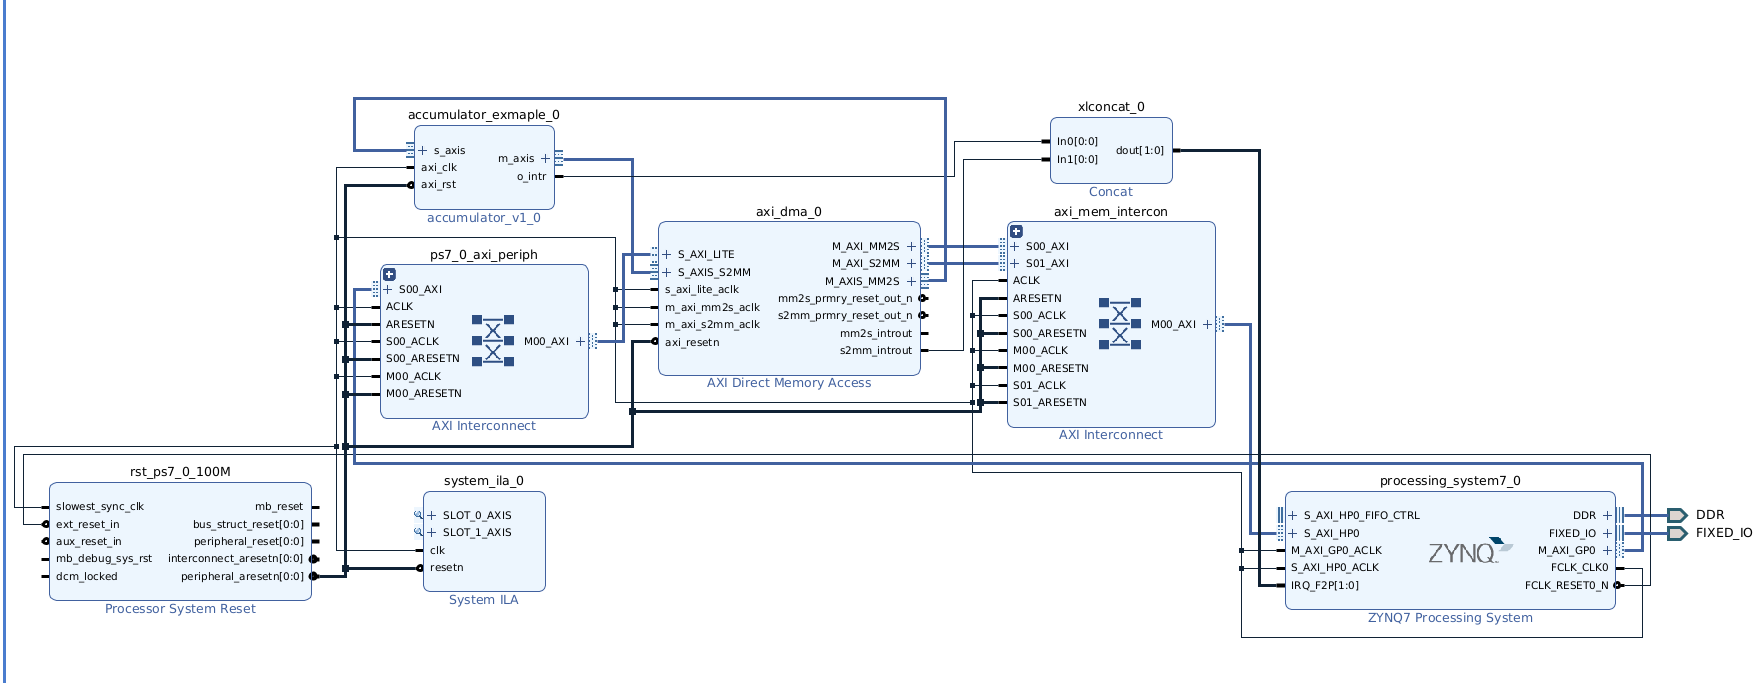 accumulator_exmaple_0
s_axis
axi_clk
axi_rst
m_axis
o_intr
accumulator_v1_0
xlconcat_0
In0[0:0]
In1[0:0]
dout[1:0]
Concat
ps7_0_axi_periph
S00_AXI
ACLK
ARESETN
S00_ACLK
S00_ARESETN
M00_ACLK
M00_ARESETN
M00_AXI
AXI Interconnect
axi_dma_0
S_AXI_LITE
S_AXIS_S2MM
s_axi_lite_aclk
m_axi_mm2s_aclk
m_axi_s2mm_aclk
axi_resetn
M_AXI_MM2S
M_AXI_S2MM
M_AXIS_MM2S
mm2s_prmry_reset_out_n
s2mm_prmry_reset_out_n
mm2s_introut
s2mm_introut
AXI Direct Memory Access
axi_mem_intercon
S00_AXI
S01_AXI
ACLK
ARESETN
S00_ACLK
S00_ARESETN
M00_ACLK
M00_ARESETN
S01_ACLK
S01_ARESETN
M00_AXI
AXI Interconnect
rst_ps7_0_100M
slowest_sync_clk
ext_reset_in
aux_reset_in
mb_debug_sys_rst
dcm_locked
mb_reset
bus_struct_reset[0:0]
peripheral_reset[0:0]
interconnect_aresetn[0:0]
peripheral_aresetn[0:0]
Processor System Reset
system_ila_0
SLOT_0_AXIS
SLOT_1_AXIS
clk
resetn
System ILA
processing_system7_0
S_AXI_HP0_FIFO_CTRL
S_AXI_HP0
M_AXI_GP0_ACLK
S_AXI_HP0_ACLK
IRQ_F2P[1:0]
ZYNQ
DDR
FIXED_IO
M_AXI_GP0
FCLK_CLK0
FCLK_RESET0_N
ZYNQ7 Processing System
DDR
FIXED_IO